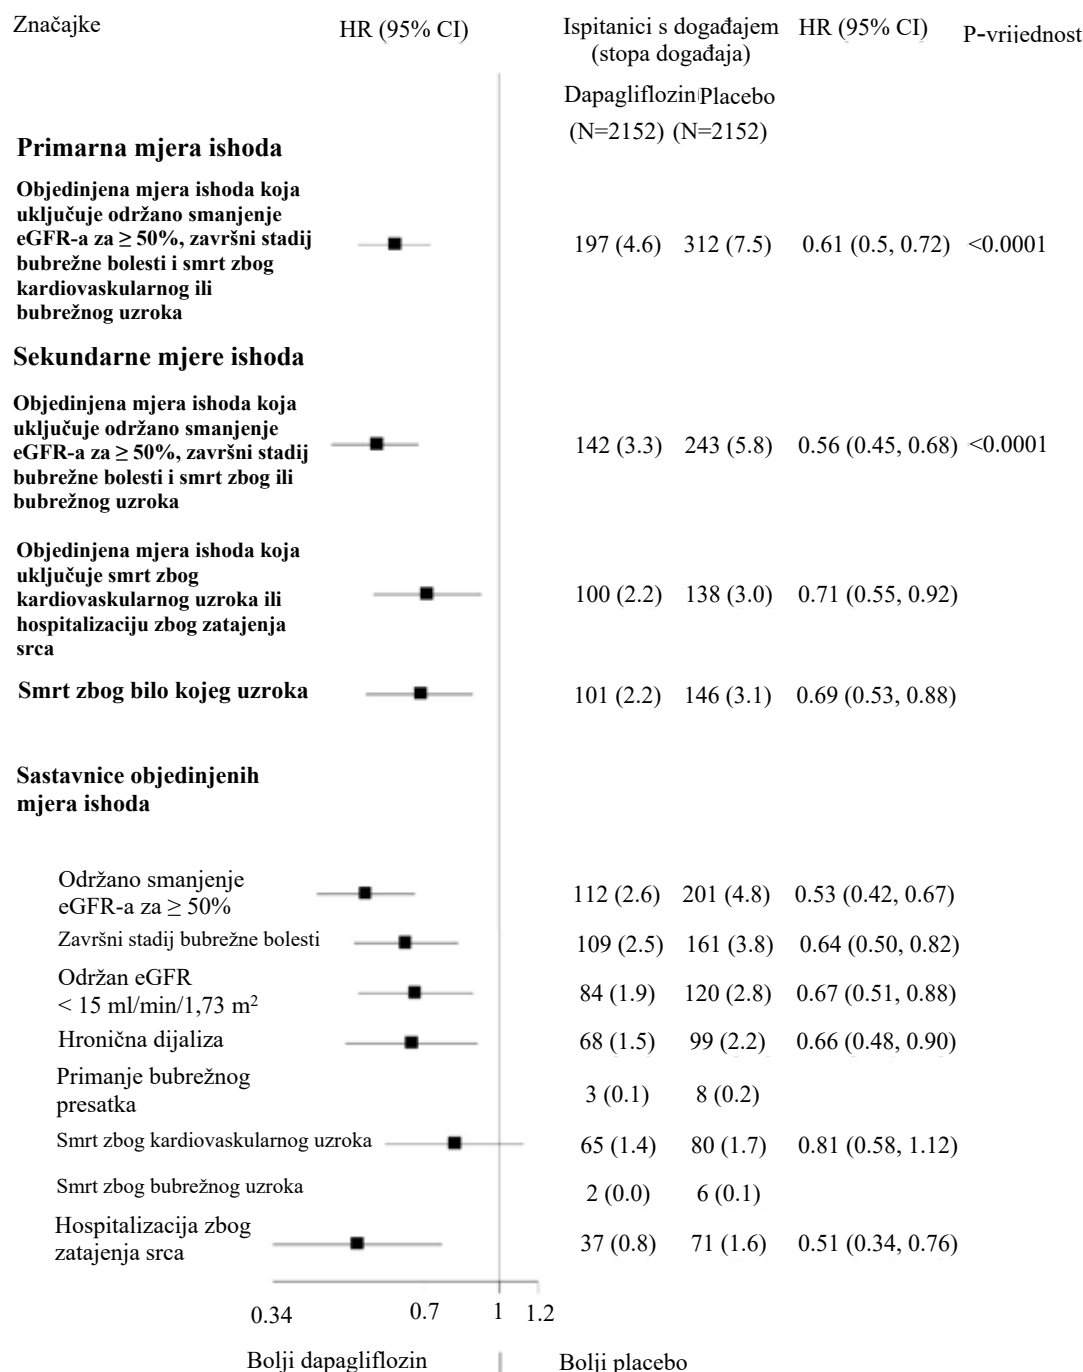 Značajke HR (95% CI) Ispitanici s događajem HR (95% CI) P-vrijednost
(stopa događaja)
Dapagliflozin Placebo
(N=2152) (N=2152)
Primarna mjera ishoda
Objedinjena mjera ishoda koja
uključuje održano smanjenje
eGFR-a za ≥ 50%, završni stadij
bubrežne bolesti i smrt zbog
kardiovaskularnog ili
bubrežnog uzroka
197 (4.6) 312 (7.5) 0.61 (0.5, 0.72) <0.0001
Sekundarne mjere ishoda
Objedinjena mjera ishoda koja
uključuje održano smanjenje
eGFR-a za ≥ 50%, završni stadij
bubrežne bolesti i smrt zbog ili
bubrežnog uzroka
142 (3.3) 243 (5.8) 0.56 (0.45, 0.68) <0.0001
Objedinjena mjera ishoda koja
uključuje smrt zbog
kardiovaskularnog uzroka ili
hospitalizaciju zbog zatajenja
srca
100 (2.2) 138 (3.0) 0.71 (0.55, 0.92)
Smrt zbog bilo kojeg uzroka 101 (2.2) 146 (3.1) 0.69 (0.53, 0.88)
Sastavnice objedinjenih
mjera ishoda
Održano smanjenje
eGFR-a za ≥ 50%
112 (2.6) 201 (4.8) 0.53 (0.42, 0.67)
Završni stadij bubrežne bolesti 109 (2.5) 161 (3.8) 0.64 (0.50, 0.82)
Održan eGFR
< 15 ml/min/1,73 m²
84 (1.9) 120 (2.8) 0.67 (0.51, 0.88)
Hronična dijaliza 68 (1.5) 99 (2.2) 0.66 (0.48, 0.90)
Primanje bubrežnog
presatka
3 (0.1) 8 (0.2)
Smrt zbog kardiovaskularnog uzroka 65 (1.4) 80 (1.7) 0.81 (0.58, 1.12)
Smrt zbog bubrežnog uzroka 2 (0.0) 6 (0.1)
Hospitalizacija zbog
zatajenja srca
37 (0.8) 71 (1.6) 0.51 (0.34, 0.76)
0.34 0.7 1 1.2
Bolji dapagliflozin Bolji placebo